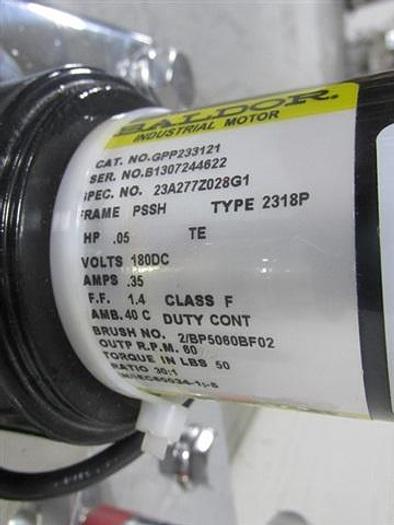 BALDOR.
INDUSTRIAL MOTOR
CAT. NO.GPP233121
SER. NO.B1307244622
SPEC. NO. 23A277Z028G1
FRAME PSSH TYPE 2318P
HP .05 TE
VOLTS 180DC
AMPS .35
F.F. 1.4 CLASS F
AMB. 40 C DUTY CONT
BRUSH NO. 2/BP5060BF02
OUTP R.P.M. 60
TORQUE IN LBS 50
RATIO 30:1